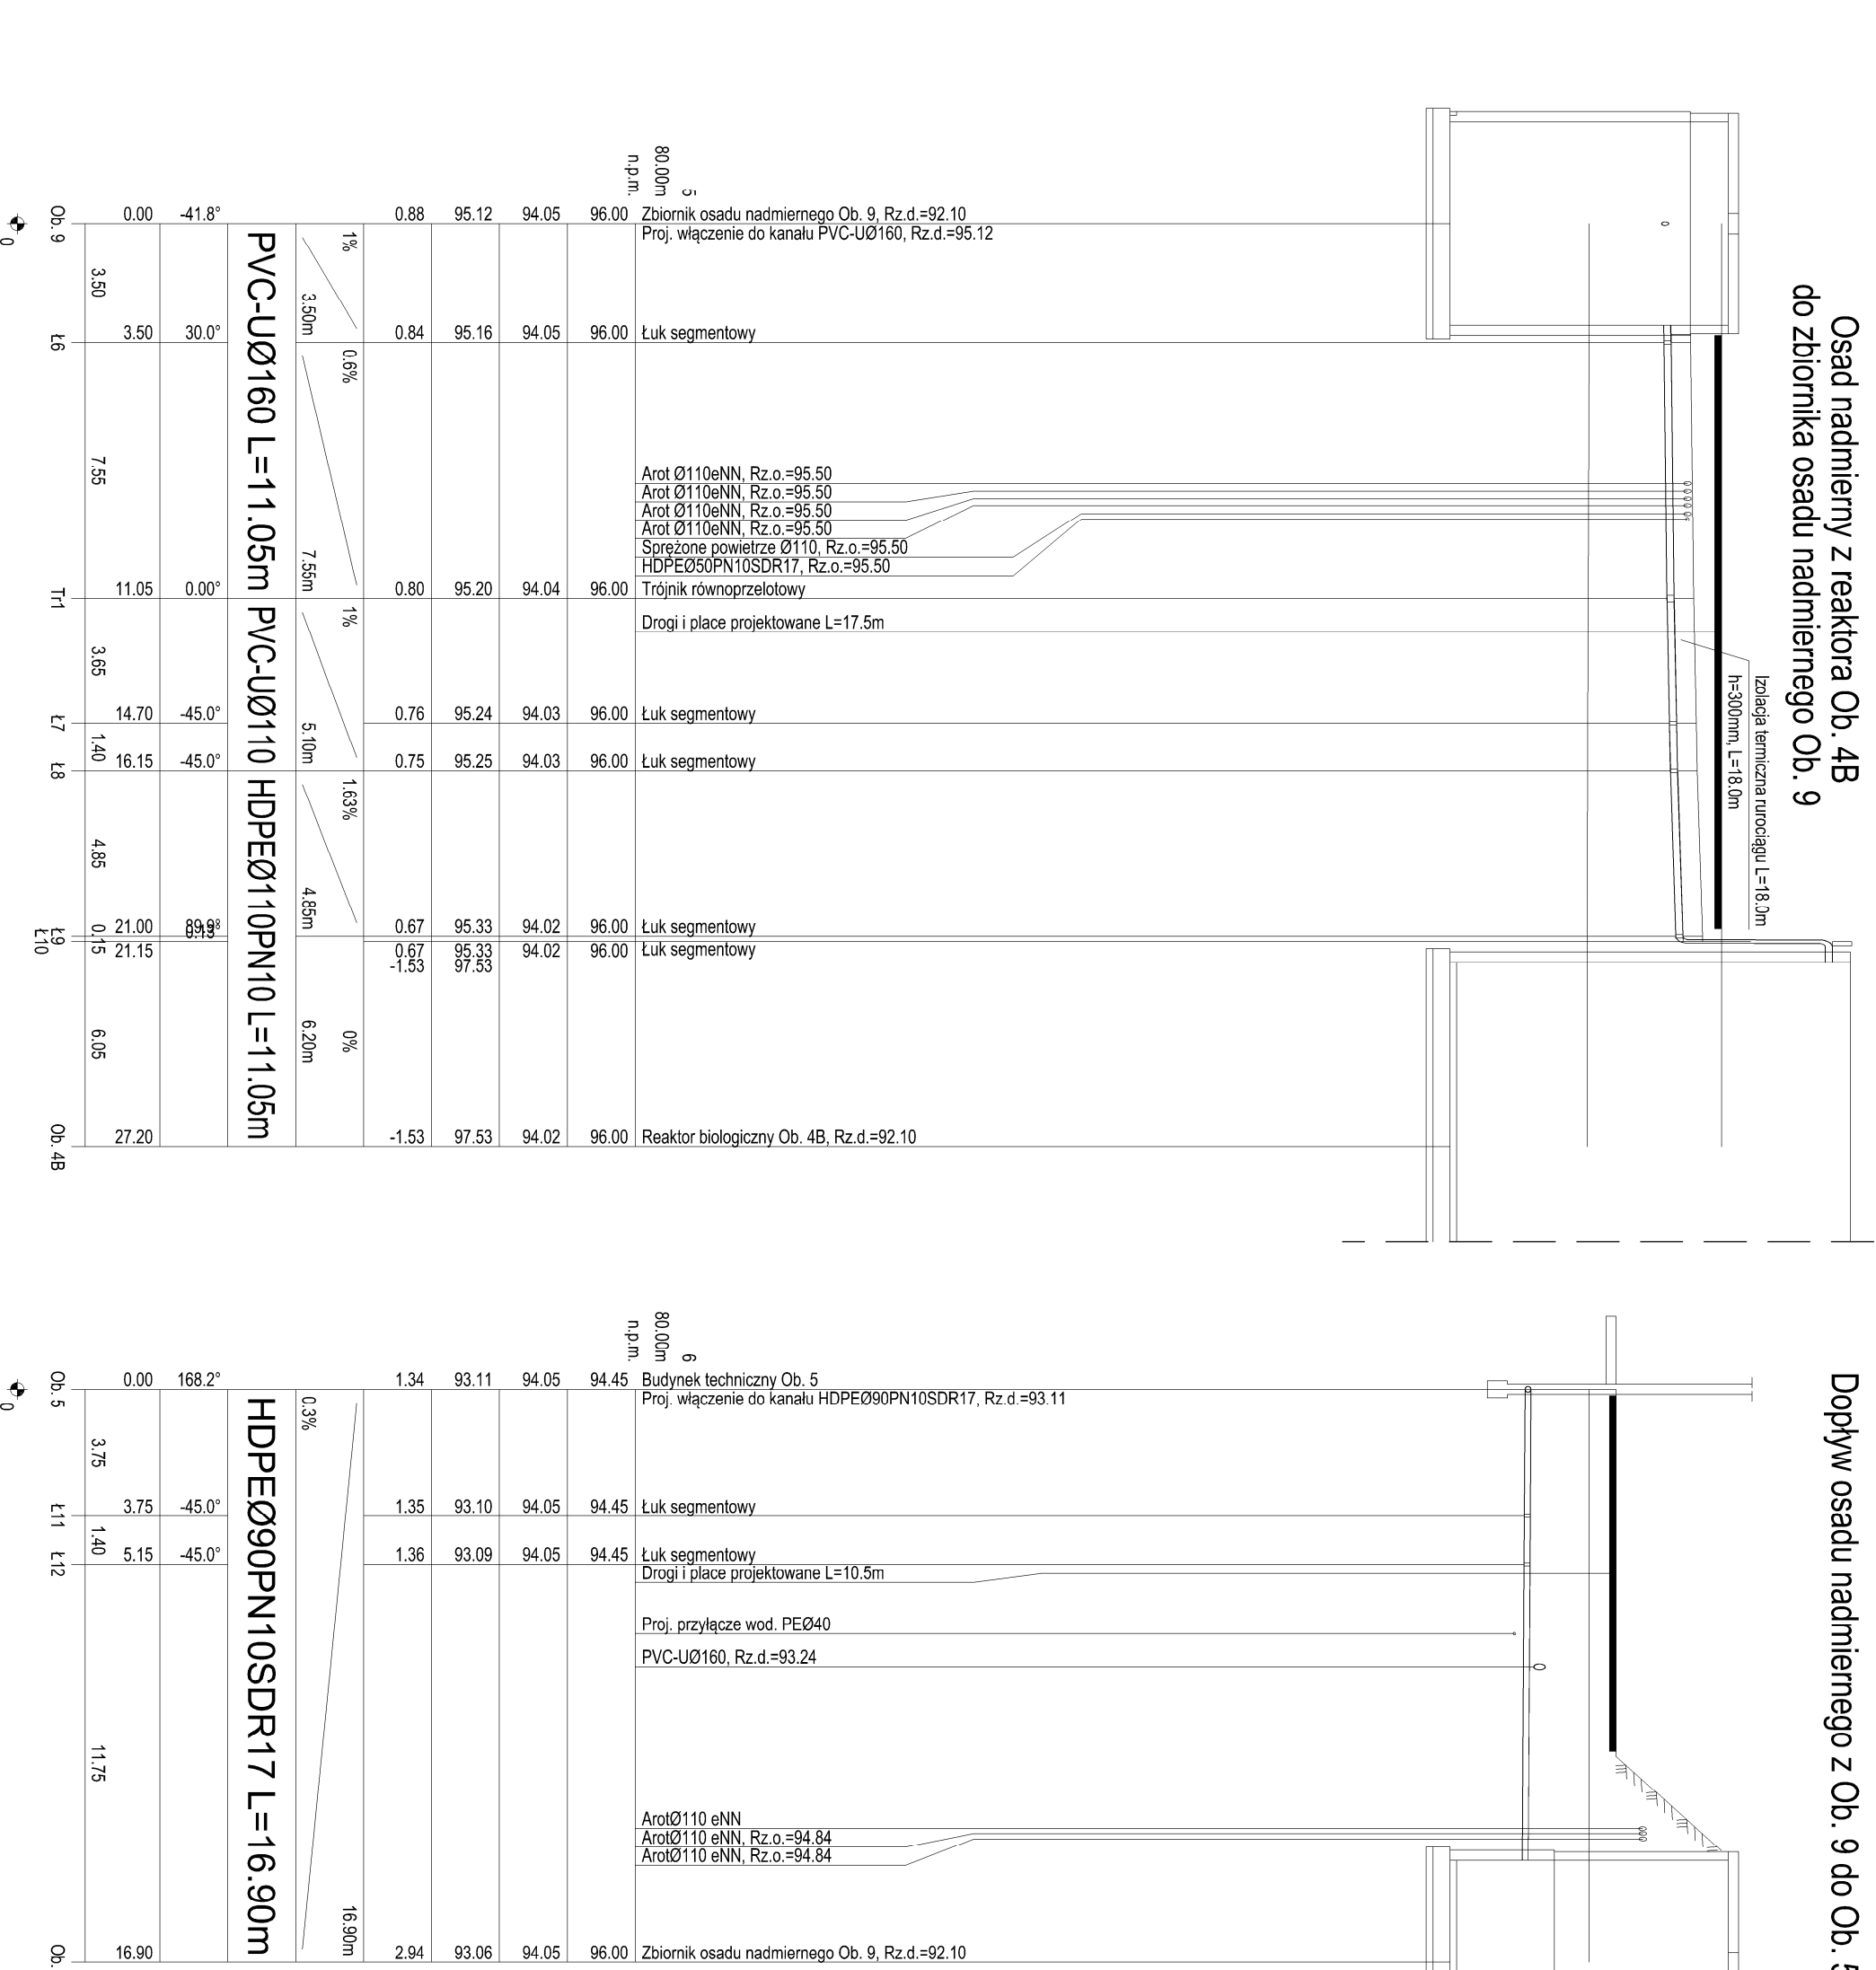 Osad nadmierny z reaktora Ob. 4B
do zbiornika osadu nadmiernego Ob. 9
Izolacja termiczna rurociągu L=18.0m
h=300mm, L=18.0m
5
80.00m
n.p.m.
Ob. 9 0.00 -41.8° 0.88 95.12 94.05 96.00 Zbiornik osadu nadmiernego Ob. 9, Rz.d.=92.10
Proj. włączenie do kanału PVC-UØ160, Rz.d.=95.12
3.50 3.50m 1%
Ł6 3.50 30.0° 0.84 95.16 94.05 96.00 Łuk segmentowy
7.55 7.55m 0.6%
Arot Ø110eNN, Rz.o.=95.50
Arot Ø110eNN, Rz.o.=95.50
Arot Ø110eNN, Rz.o.=95.50
Arot Ø110eNN, Rz.o.=95.50
Sprężone powietrze Ø110, Rz.o.=95.50
HDPEØ50PN10SDR17, Rz.o.=95.50
PVC-UØ160 L=11.05m
Tr1 11.05 0.00° 0.80 95.20 94.04 96.00 Trójnik równoprzelotowy
Drogi i place projektowane L=17.5m
3.65 5.10m 1%
PVC-UØ110
Ł7 14.70 -45.0° 0.76 95.24 94.03 96.00 Łuk segmentowy
1.40
Ł8 16.15 -45.0° 0.75 95.25 94.03 96.00 Łuk segmentowy
4.85 4.85m 1.63%
HDPEØ110PN10 L=11.05m
Ł9 21.00 0.67 95.33 94.02 96.00 Łuk segmentowy
0.15
Ł10 21.15 0.67 95.33 94.02 96.00 Łuk segmentowy
-1.53 97.53
6.05 6.20m 0%
Ob. 4B 27.20 -1.53 97.53 94.02 96.00 Reaktor biologiczny Ob. 4B, Rz.d.=92.10
0
Dopływ osadu nadmiernego z Ob. 9 do Ob. 5
6
80.00m
n.p.m.
Ob. 5 0.00 168.2° 1.34 93.11 94.05 94.45 Budynek techniczny Ob. 5
Proj. włączenie do kanału HDPEØ90PN10SDR17, Rz.d.=93.11
3.75 0.3%
Ł11 3.75 -45.0° 1.35 93.10 94.05 94.45 Łuk segmentowy
1.40
Ł12 5.15 -45.0° 1.36 93.09 94.05 94.45 Łuk segmentowy
Drogi i place projektowane L=10.5m
Proj. przyłącze wod. PEØ40
PVC-UØ160, Rz.d.=93.24
11.75
HDPEØ90PN10SDR17 L=16.90m
ArotØ110 eNN
ArotØ110 eNN, Rz.o.=94.84
ArotØ110 eNN, Rz.o.=94.84
16.90m
Ob. 16.90 2.94 93.06 94.05 96.00 Zbiornik osadu nadmiernego Ob. 9, Rz.d.=92.10
0